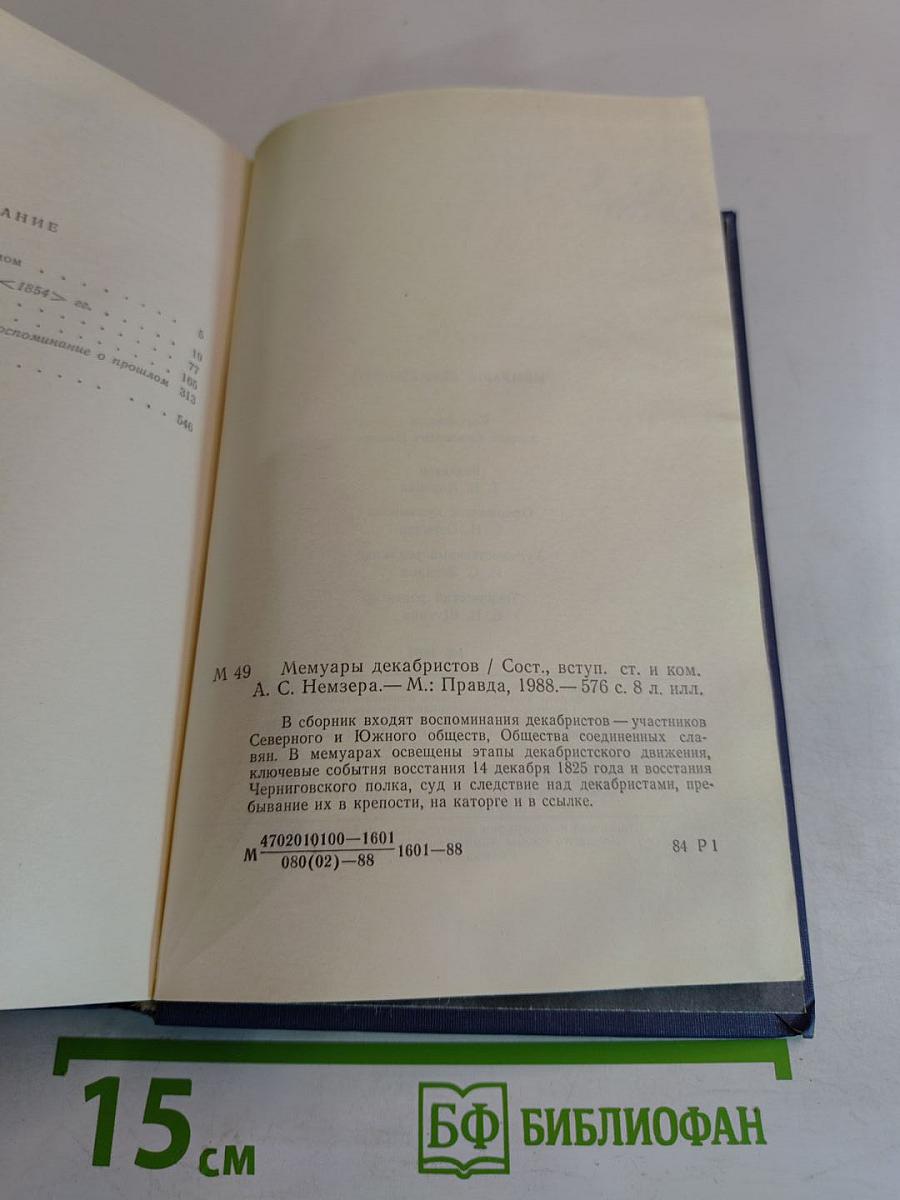 АНИЕ
ном . . . . . . . 5
<1854> гг. . . . . . 19
. . . . . . . . 77
. . . . . . . . 165
оспоминание о прошлом 313
. . . . . . . . 546
М 49 Мемуары декабристов / Сост., вступ. ст. и ком.
А. С. Немзера.— М.: Правда, 1988.— 576 с. 8 л. илл.
В сборник входят воспоминания декабристов — участников
Северного и Южного обществ, Общества соединенных сла-
вян. В мемуарах освещены этапы декабристского движения,
ключевые события восстания 14 декабря 1825 года и восстания
Черниговского полка, суд и следствие над декабристами, пре-
бывание их в крепости, на каторге и в ссылке.
М 4702010100—1601
080(02)—88 1601—88
84 Р1
15 см
БФ БИБЛИОФАН